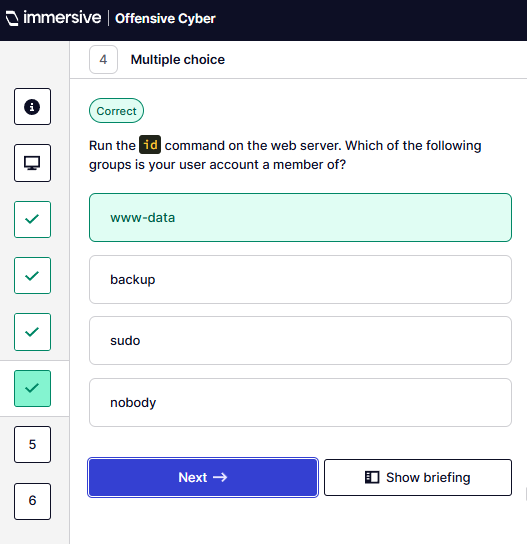 immersive | Offensive Cyber
4 Multiple choice
Correct
Run the id command on the web server. Which of the following
groups is your user account a member of?
www-data
backup
sudo
nobody
5
6
Next →
Show briefing